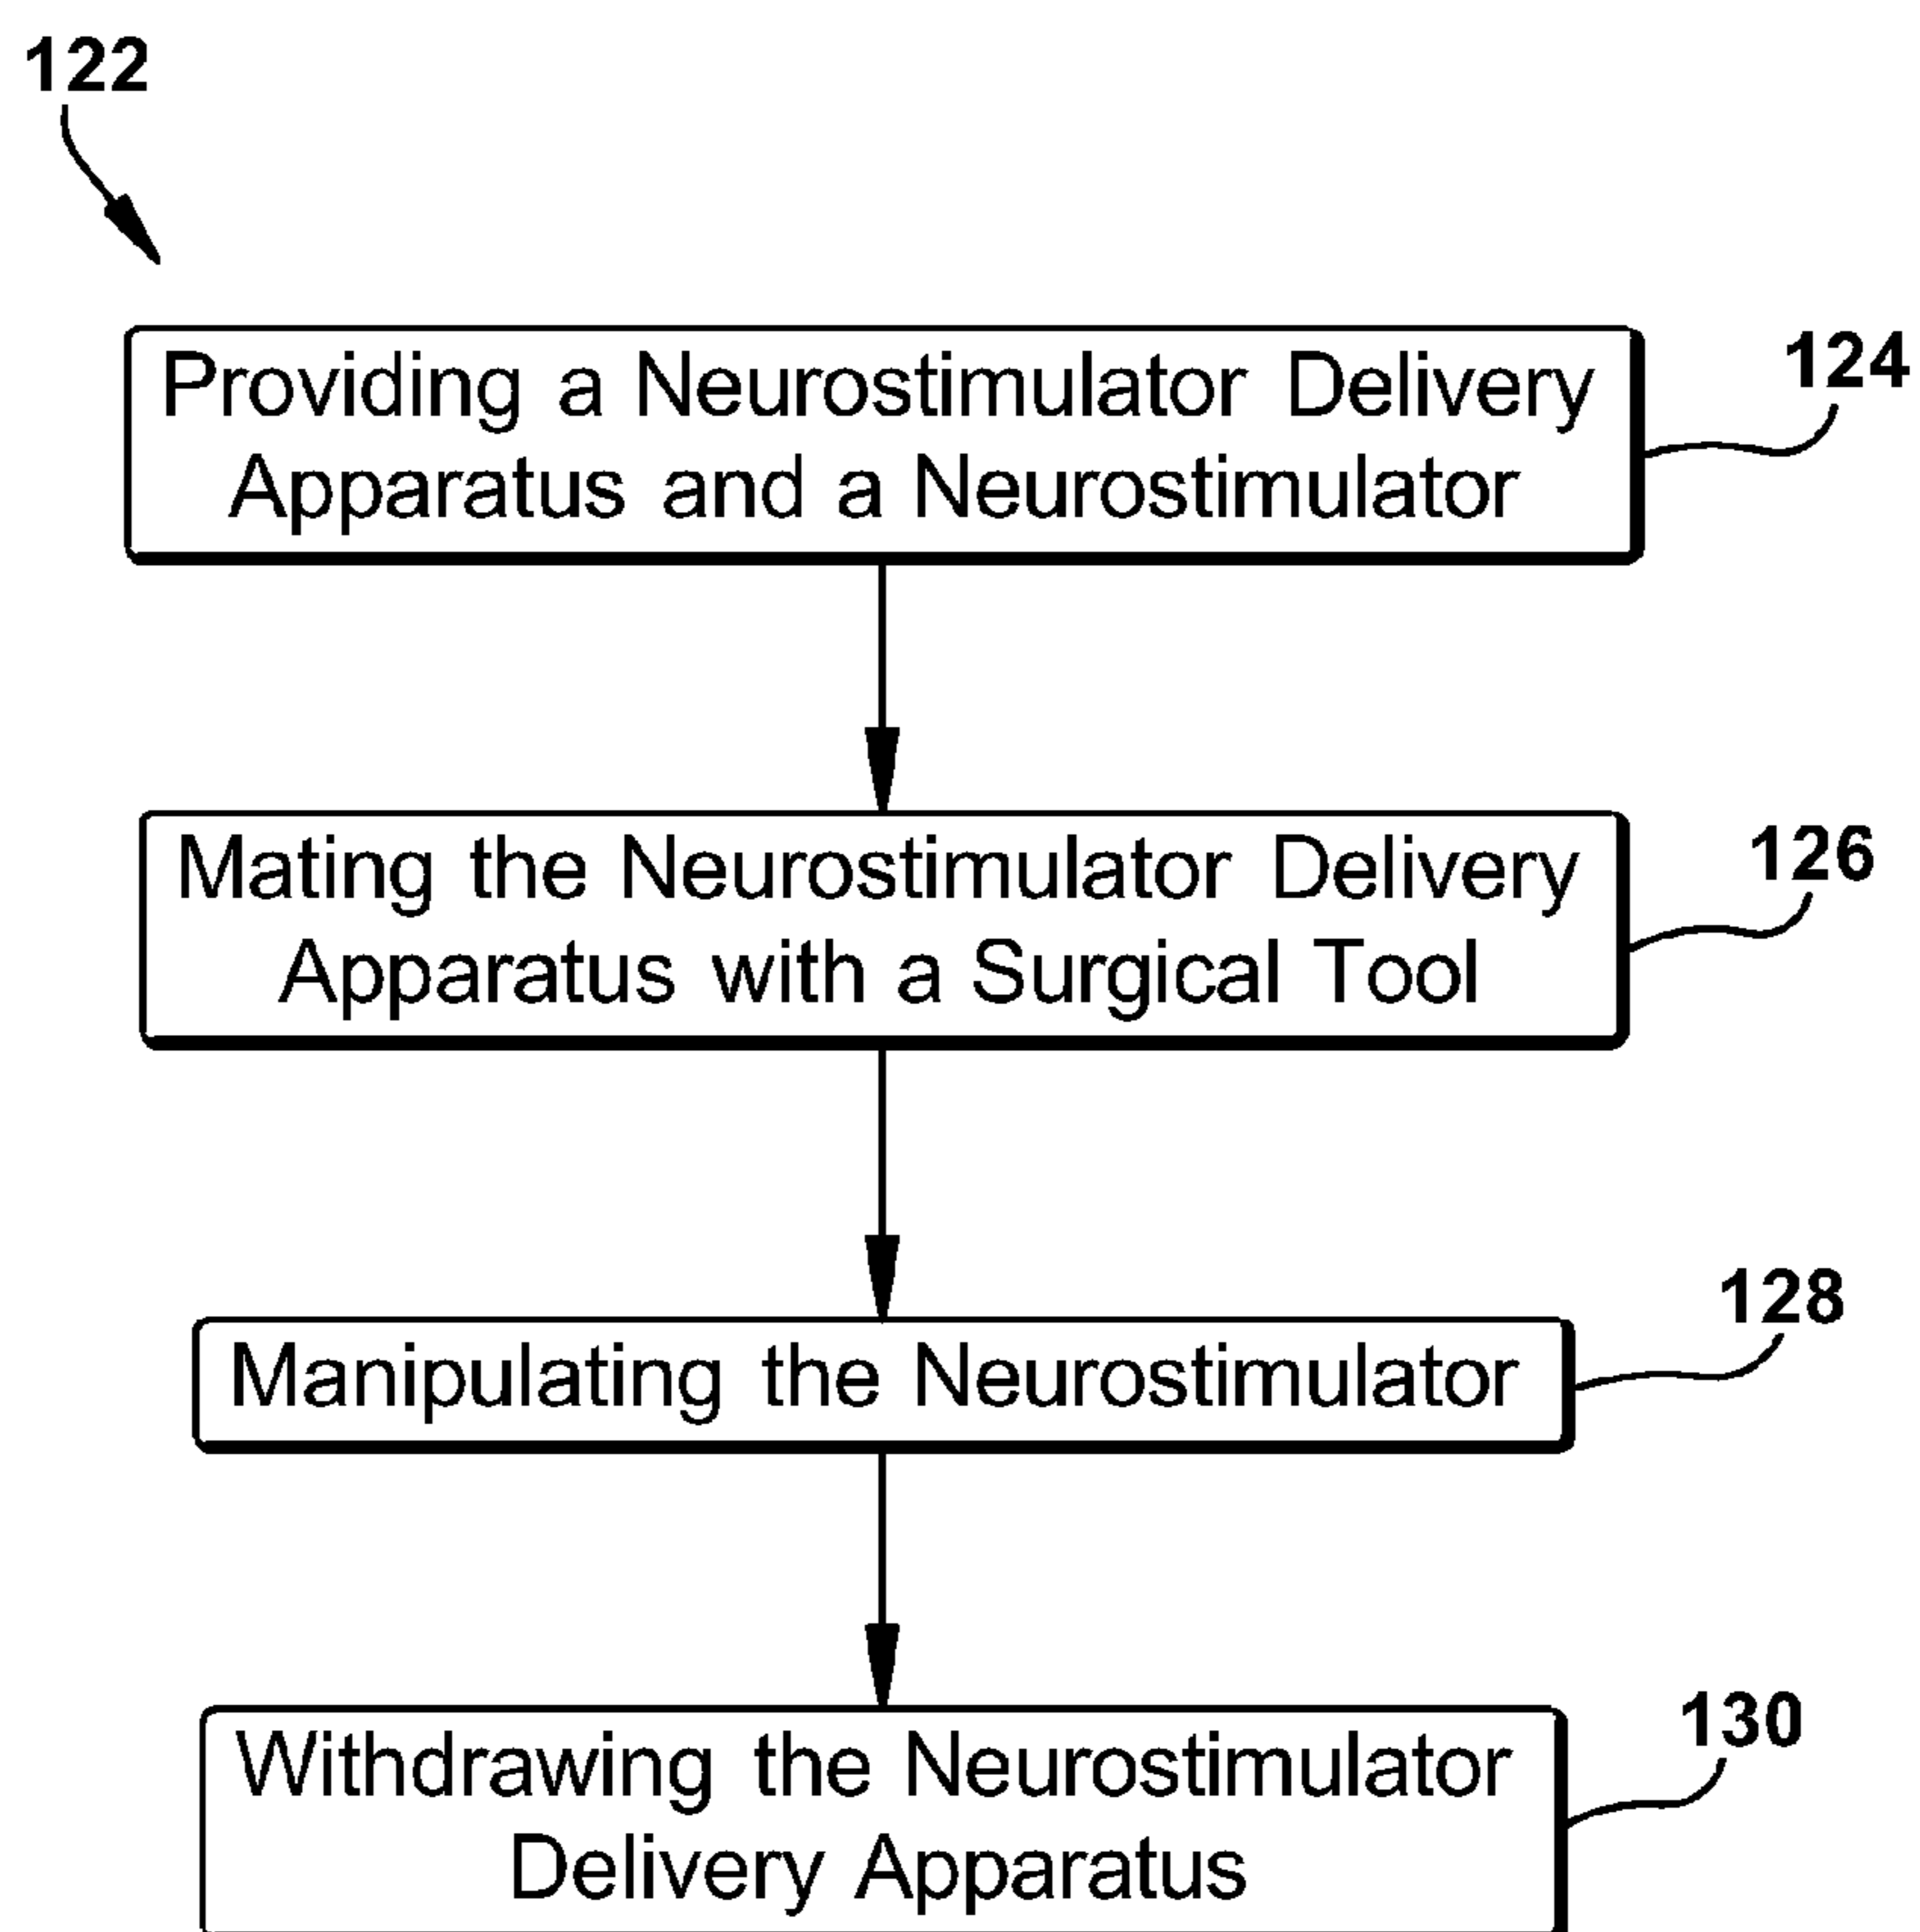 122
Providing a Neurostimulator Delivery
Apparatus and a Neurostimulator
124
Mating the Neurostimulator Delivery
Apparatus with a Surgical Tool
126
Manipulating the Neurostimulator
128
Withdrawing the Neurostimulator
Delivery Apparatus
130